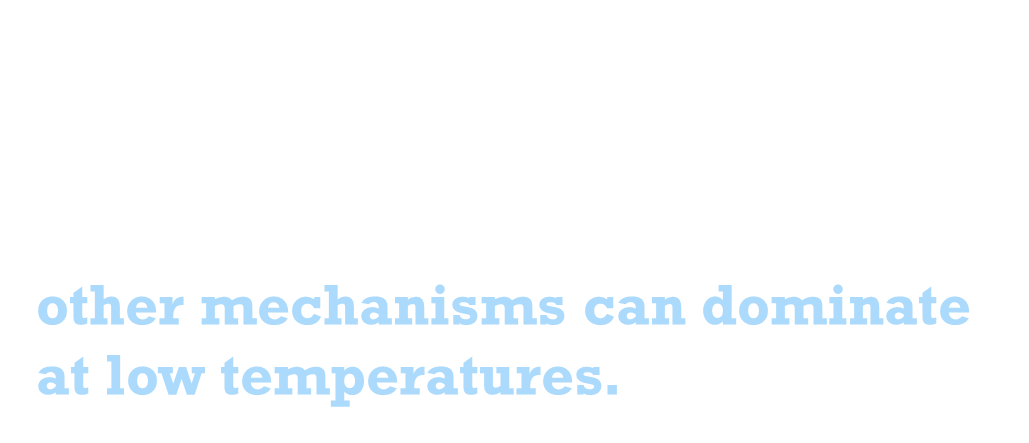 other mechanisms can dominate
at low temperatures.